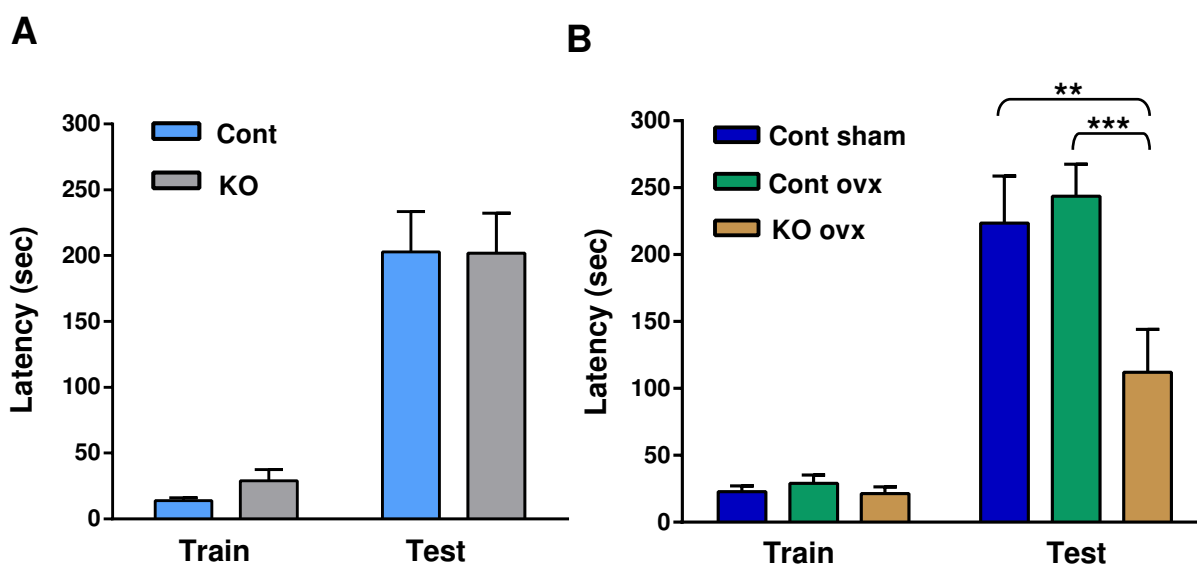 A
300
250
200
150
100
50
0
Latency (sec)
Cont
KO
Train
Test
B
300
250
200
150
100
50
0
Latency (sec)
Cont sham
Cont ovx
KO ovx
**
***
Train
Test